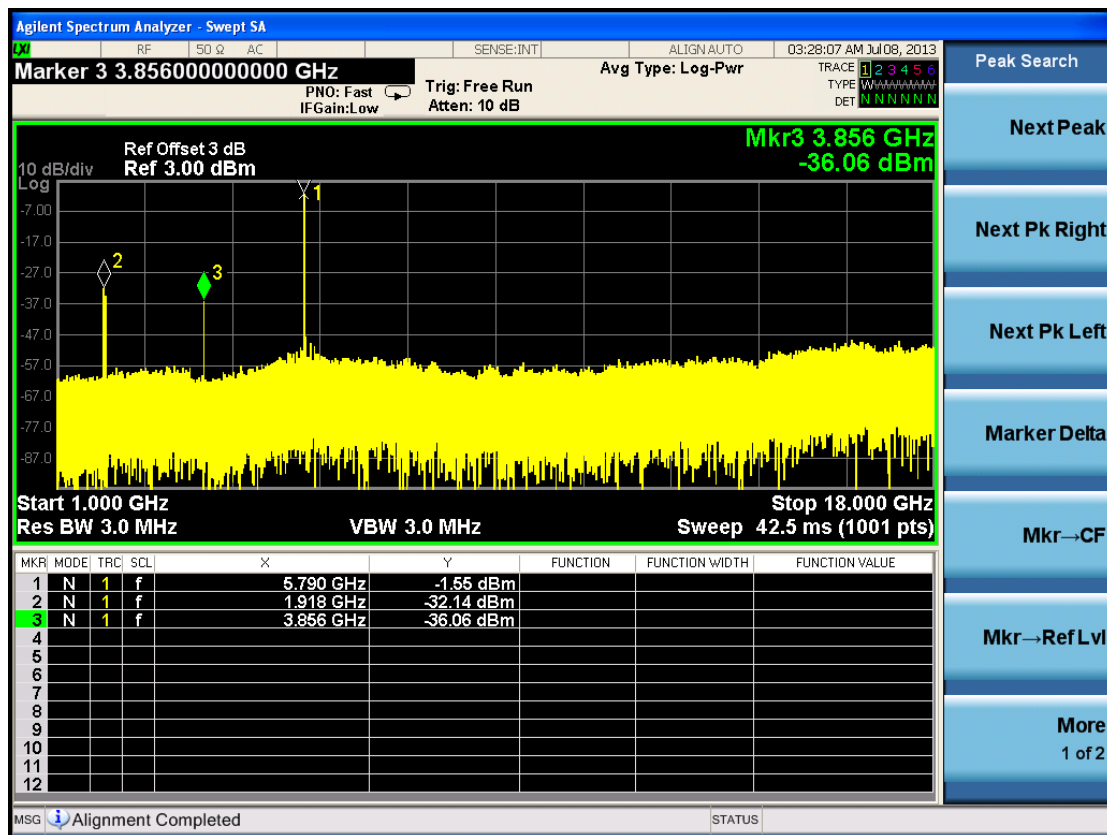 Agilent Spectrum Analyzer - Swept SA
LXI RF 50 Ω AC SENSE:INT ALIGN AUTO 03:28:07 AM Jul 08, 2013
Marker 3 3.856000000000 GHz
PNO: Fast
IFGain:Low
Trig: Free Run
Atten: 10 dB
Avg Type: Log-Pwr
TRACE 1 2 3 4 5 6
TYPE WWWWWW
DET N N N N N N
Mkr3 3.856 GHz
-36.06 dBm
Ref Offset 3 dB
10 dB/div Ref 3.00 dBm
Log
-7.00
-17.0
-27.0
-37.0
-47.0
-57.0
-67.0
-77.0
-87.0
1
2
3
Start 1.000 GHz Stop 18.000 GHz
Res BW 3.0 MHz VBW 3.0 MHz Sweep 42.5 ms (1001 pts)
MKR MODE TRC SCL X Y FUNCTION FUNCTION WIDTH FUNCTION VALUE
1 N 1 f 5.790 GHz -1.55 dBm
2 N 1 f 1.918 GHz -32.14 dBm
3 N 1 f 3.856 GHz -36.06 dBm
4
5
6
7
8
9
10
11
12
MSG Alignment Completed STATUS
Peak Search
Next Peak
Next Pk Right
Next Pk Left
Marker Delta
Mkr→CF
Mkr→Ref Lvl
More
1 of 2